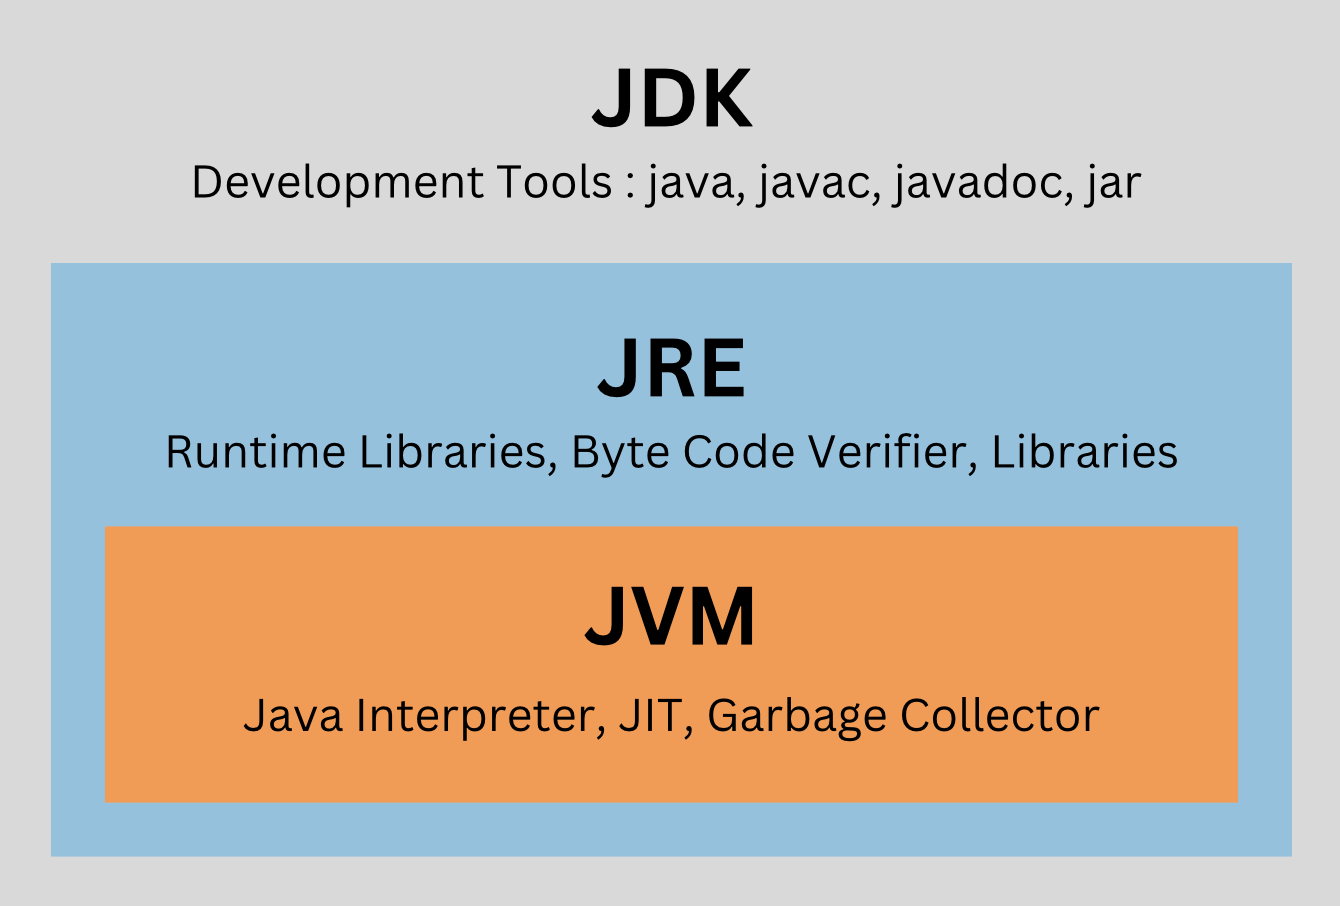 JDK
Development Tools : java, javac, javadoc, jar
JRE
Runtime Libraries, Byte Code Verifier, Libraries
JVM
Java Interpreter, JIT, Garbage Collector